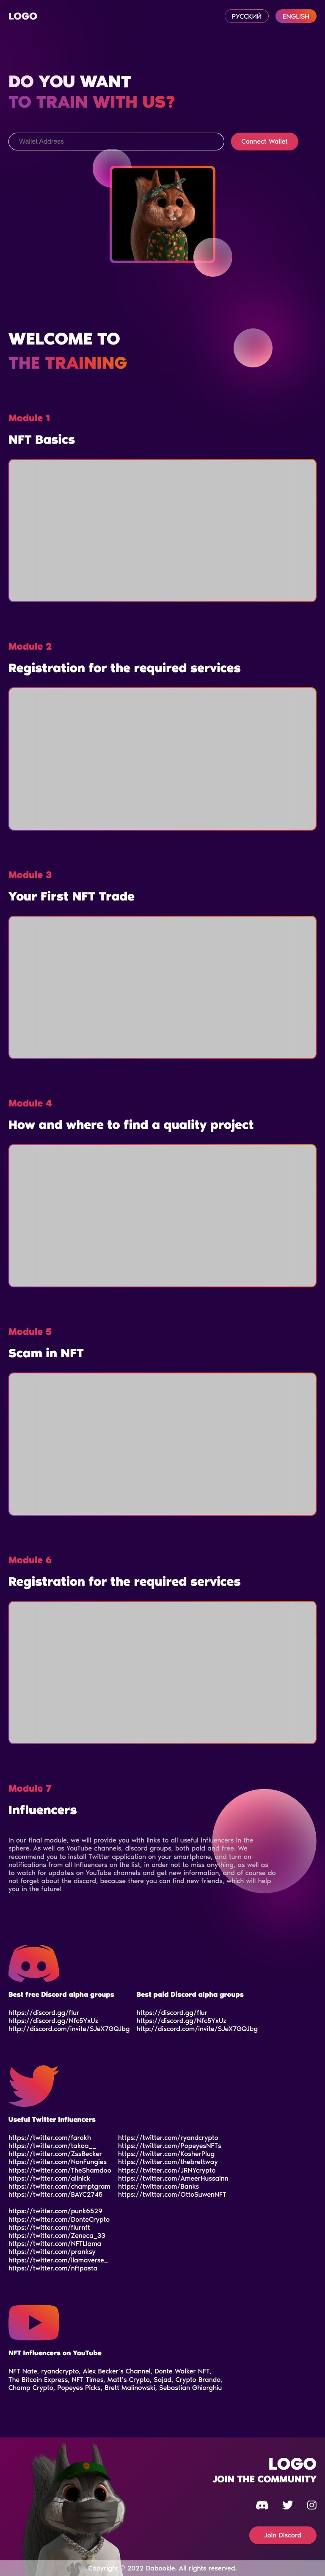 LOGO
РУССКИЙ
ENGLISH
DO YOU WANT
TO TRAIN WITH US?
Wallet Address
Connect Wallet
WELCOME TO
THE TRAINING
Module 1
NFT Basics
Module 2
Registration for the required services
Module 3
Your First NFT Trade
Module 4
How and where to find a quality project
Module 5
Scam in NFT
Module 6
Registration for the required services
Module 7
Influencers
In our final module, we will provide you with links to all useful influencers in the
sphere. As well as YouTube channels, discord groups, both paid and free. We
recommend you to install Twitter application on your smartphone, and turn on
notifications from all Influencers on the list, in order not to miss anything, as well as
to watch for updates on YouTube channels and get new information, and of course do
not forget about the discord, because there you can find new friends, which will help
you in the future!
Best free Discord alpha groups
https://discord.gg/flur
https://discord.gg/Nfc5YxUz
http://discord.com/invite/SJeX7GQJbg
Best paid Discord alpha groups
https://discord.gg/flur
https://discord.gg/Nfc5YxUz
http://discord.com/invite/SJeX7GQJbg
Useful Twitter Influencers
https://twitter.com/farokh
https://twitter.com/takoa__
https://twitter.com/ZssBecker
https://twitter.com/NonFungies
https://twitter.com/TheShamdoo
https://twitter.com/allnick
https://twitter.com/champtgram
https://twitter.com/BAYC2745
https://twitter.com/ryandcrypto
https://twitter.com/PopeyesNFTs
https://twitter.com/KosherPlug
https://twitter.com/thebrettway
https://twitter.com/JRNYcrypto
https://twitter.com/AmeerHussainn
https://twitter.com/Banks
https://twitter.com/OttoSuwenNFT
https://twitter.com/punk6529
https://twitter.com/DonteCrypto
https://twitter.com/flurnft
https://twitter.com/Zeneca_33
https://twitter.com/NFTLlama
https://twitter.com/pranksy
https://twitter.com/llamaverse_
https://twitter.com/nftpasta
NFT Influencers on YouTube
NFT Nate, ryandcrypto, Alex Becker's Channel, Donte Walker NFT,
The Bitcoin Express, NFT Times, Matt's Crypto, Sajad, Crypto Brando,
Champ Crypto, Popeyes Picks, Brett Malinowski, Sebastian Ghiorghiu
LOGO
JOIN THE COMMUNITY
Join Discord
Copyright © 2022 Dabookie. All rights reserved.